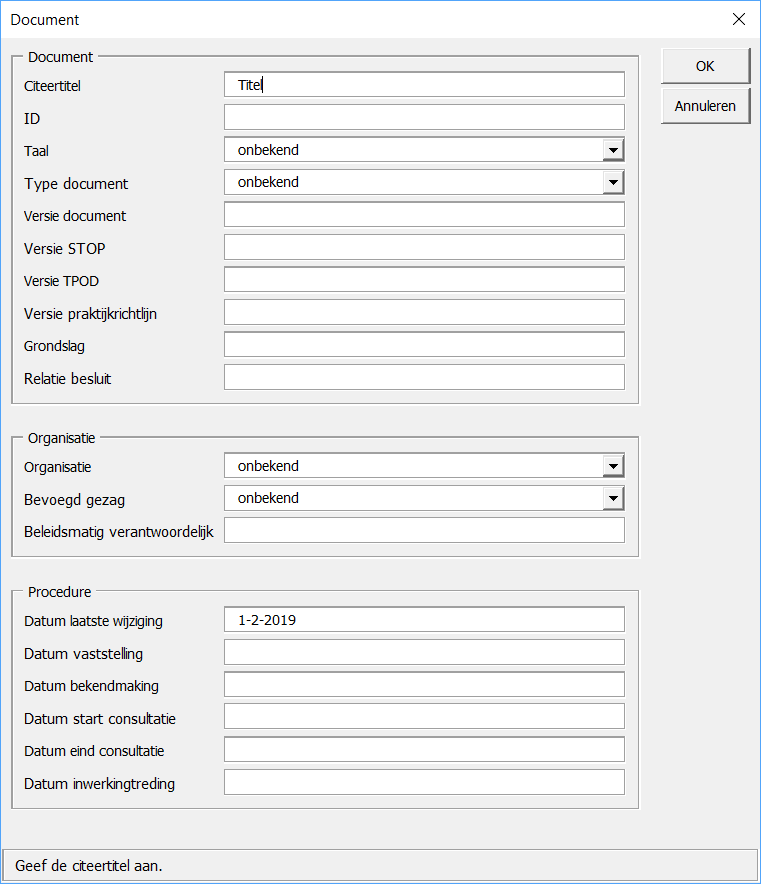 Document
Document
OK
Citeertitel Titel
Annuleren
ID
Taal onbekend
Type document onbekend
Versie document
Versie STOP
Versie TPOD
Versie praktijkrichtlijn
Grondslag
Relatie besluit
Organisatie
Organisatie onbekend
Bevoegd gezag onbekend
Beleidsmatig verantwoordelijk
Procedure
Datum laatste wijziging 1-2-2019
Datum vaststelling
Datum bekendmaking
Datum start consultatie
Datum eind consultatie
Datum inwerkingtreding
Geef de citeertitel aan.